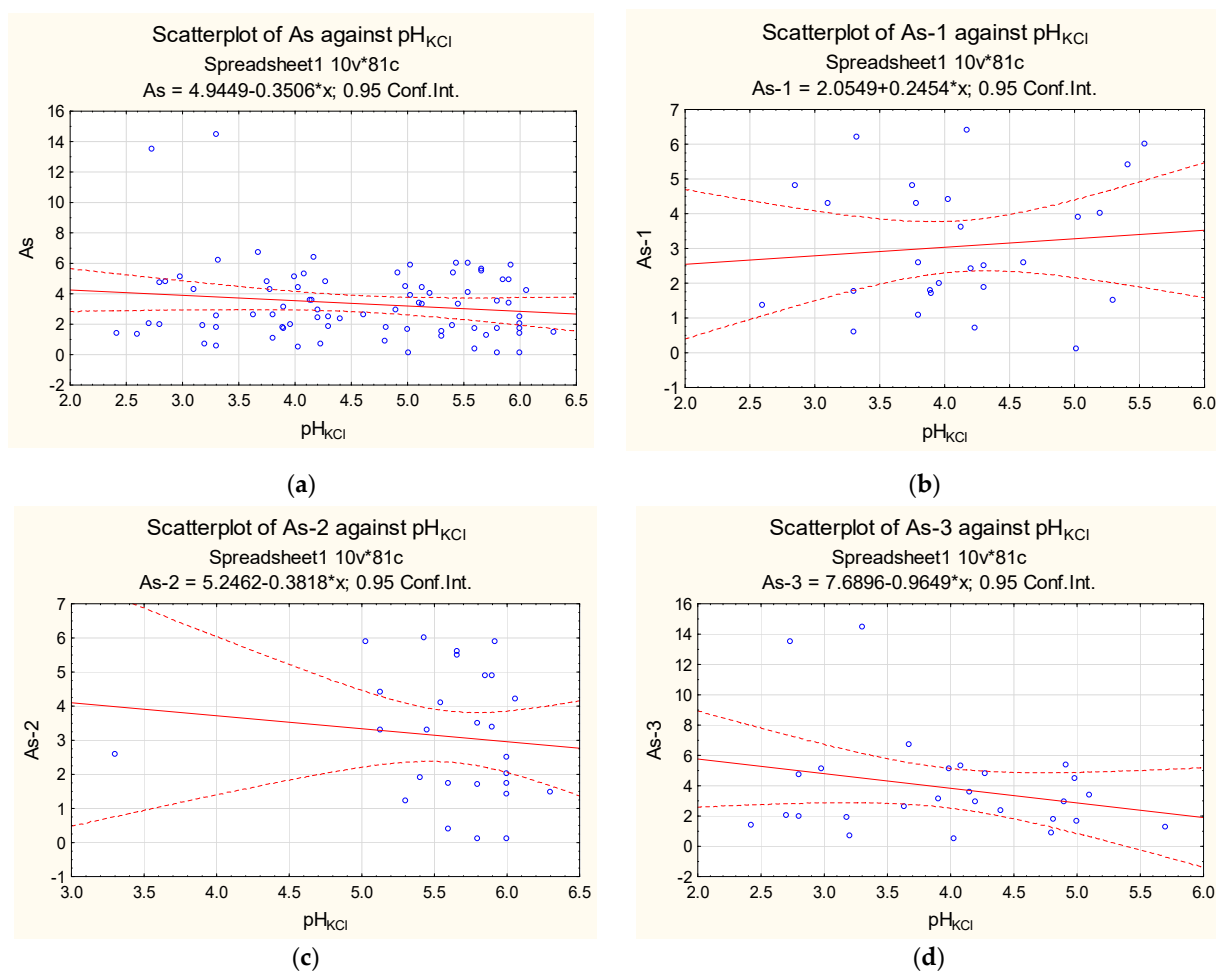 Scatterplot of As against pHKCl
Spreadsheet1 10v*81c
As = 4.9449-0.3506*x; 0.95 Conf.Int.
16
14
12
10
8
6
4
2
0
-2
As
2.0 2.5 3.0 3.5 4.0 4.5 5.0 5.5 6.0 6.5
pHKCl
(a)
Scatterplot of As-1 against pHKCl
Spreadsheet1 10v*81c
As-1 = 2.0549+0.2454*x; 0.95 Conf.Int.
7
6
5
4
3
2
1
0
-1
As-1
2.0 2.5 3.0 3.5 4.0 4.5 5.0 5.5 6.0
pHKCl
(b)
Scatterplot of As-2 against pHKCl
Spreadsheet1 10v*81c
As-2 = 5.2462-0.3818*x; 0.95 Conf.Int.
7
6
5
4
3
2
1
0
-1
As-2
3.0 3.5 4.0 4.5 5.0 5.5 6.0 6.5
pHKCl
(c)
Scatterplot of As-3 against pHKCl
Spreadsheet1 10v*81c
As-3 = 7.6896-0.9649*x; 0.95 Conf.Int.
16
14
12
10
8
6
4
2
0
-2
As-3
2.0 2.5 3.0 3.5 4.0 4.5 5.0 5.5 6.0
pHKCl
(d)